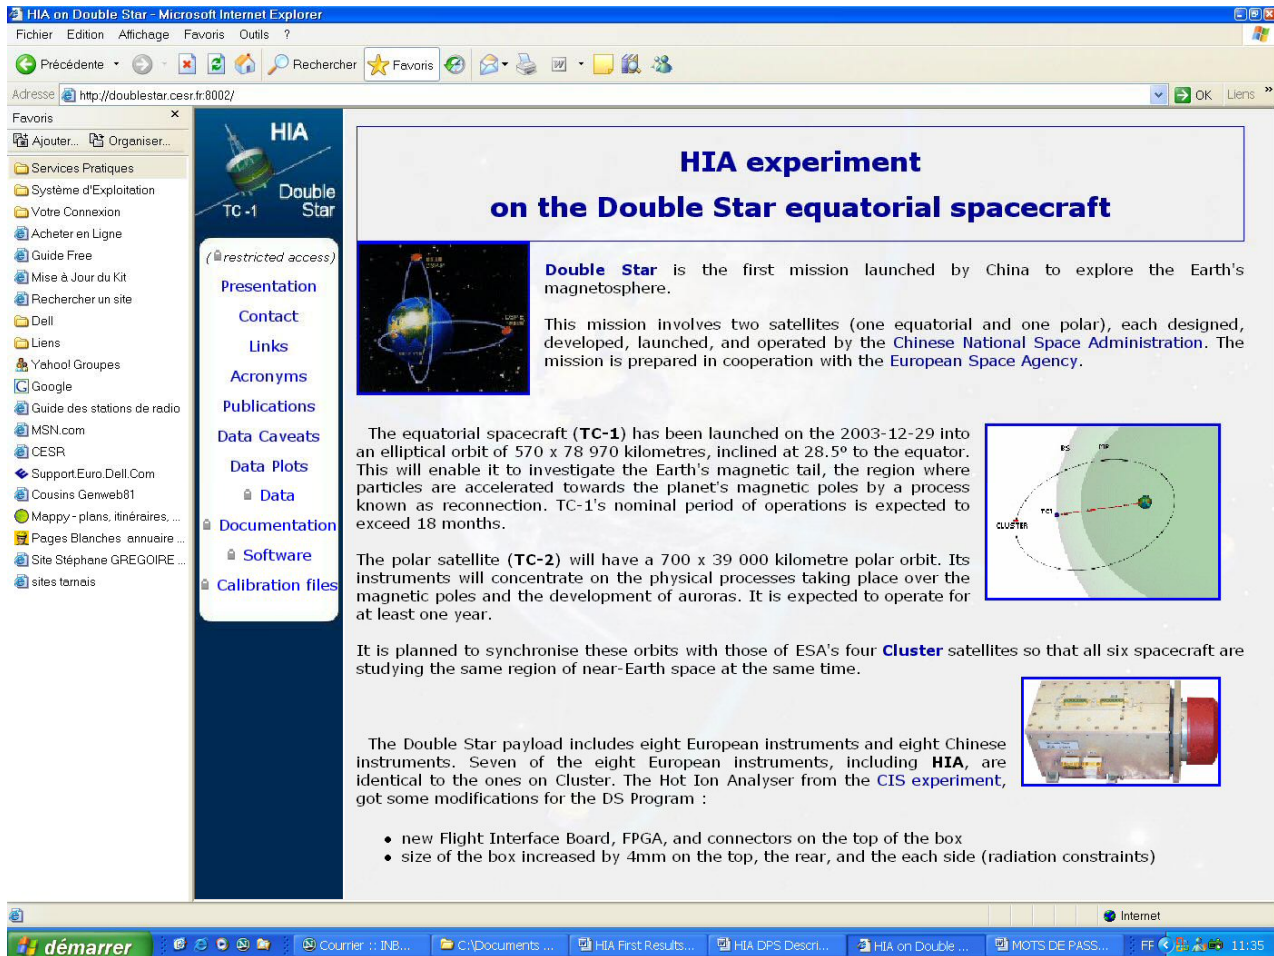 HIA on Double Star - Microsoft Internet Explorer
Fichier Edition Affichage Favoris Outils ?
Précédente Rechercher Favoris
Adresse http://doublestar.cesr.fr:8002/ OK Liens »
Favoris ×
Ajouter... Organiser...
Services Pratiques
Système d'Exploitation
Votre Connexion
Acheter en Ligne
Guide Free
Mise à Jour du Kit
Rechercher un site
Dell
Liens
Yahoo! Groupes
Google
Guide des stations de radio
MSN.com
CESR
Support.Euro.Dell.Com
Cousins Genweb81
Mappy - plans, itinéraires, ...
Pages Blanches annuaire ...
Site Stéphane GREGOIRE ...
sites tarnais
HIA
Double
TC-1 Star
(restricted access)
Presentation
Contact
Links
Acronyms
Publications
Data Caveats
Data Plots
Data
Documentation
Software
Calibration files
HIA experiment
on the Double Star equatorial spacecraft
Double Star is the first mission launched by China to explore the Earth's
magnetosphere.
This mission involves two satellites (one equatorial and one polar), each designed,
developed, launched, and operated by the Chinese National Space Administration. The
mission is prepared in cooperation with the European Space Agency.
The equatorial spacecraft (TC-1) has been launched on the 2003-12-29 into
an elliptical orbit of 570 x 78 970 kilometres, inclined at 28.5º to the equator.
This will enable it to investigate the Earth's magnetic tail, the region where
particles are accelerated towards the planet's magnetic poles by a process
known as reconnection. TC-1's nominal period of operations is expected to
exceed 18 months.
BS MP
TC1
CLUSTER
The polar satellite (TC-2) will have a 700 x 39 000 kilometre polar orbit. Its
instruments will concentrate on the physical processes taking place over the
magnetic poles and the development of auroras. It is expected to operate for
at least one year.
It is planned to synchronise these orbits with those of ESA's four Cluster satellites so that all six spacecraft are
studying the same region of near-Earth space at the same time.
The Double Star payload includes eight European instruments and eight Chinese
instruments. Seven of the eight European instruments, including HIA, are
identical to the ones on Cluster. The Hot Ion Analyser from the CIS experiment,
got some modifications for the DS Program :
• new Flight Interface Board, FPGA, and connectors on the top of the box
• size of the box increased by 4mm on the top, the rear, and the each side (radiation constraints)
Internet
démarrer Courrier :: INB... C:\Documents ... HIA First Results... HIA DPS Descri... HIA on Double ... MOTS DE PASS... FF 11:35